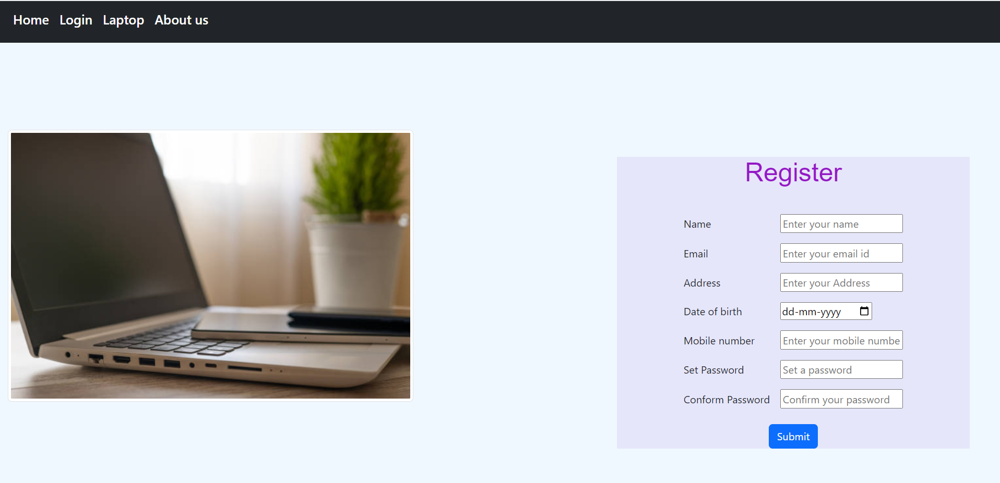 Home Login Laptop About us
Register
Name Enter your name
Email Enter your email id
Address Enter your Address
Date of birth dd-mm-yyyy
Mobile number Enter your mobile numbe
Set Password Set a password
Conform Password Confirm your password
Submit